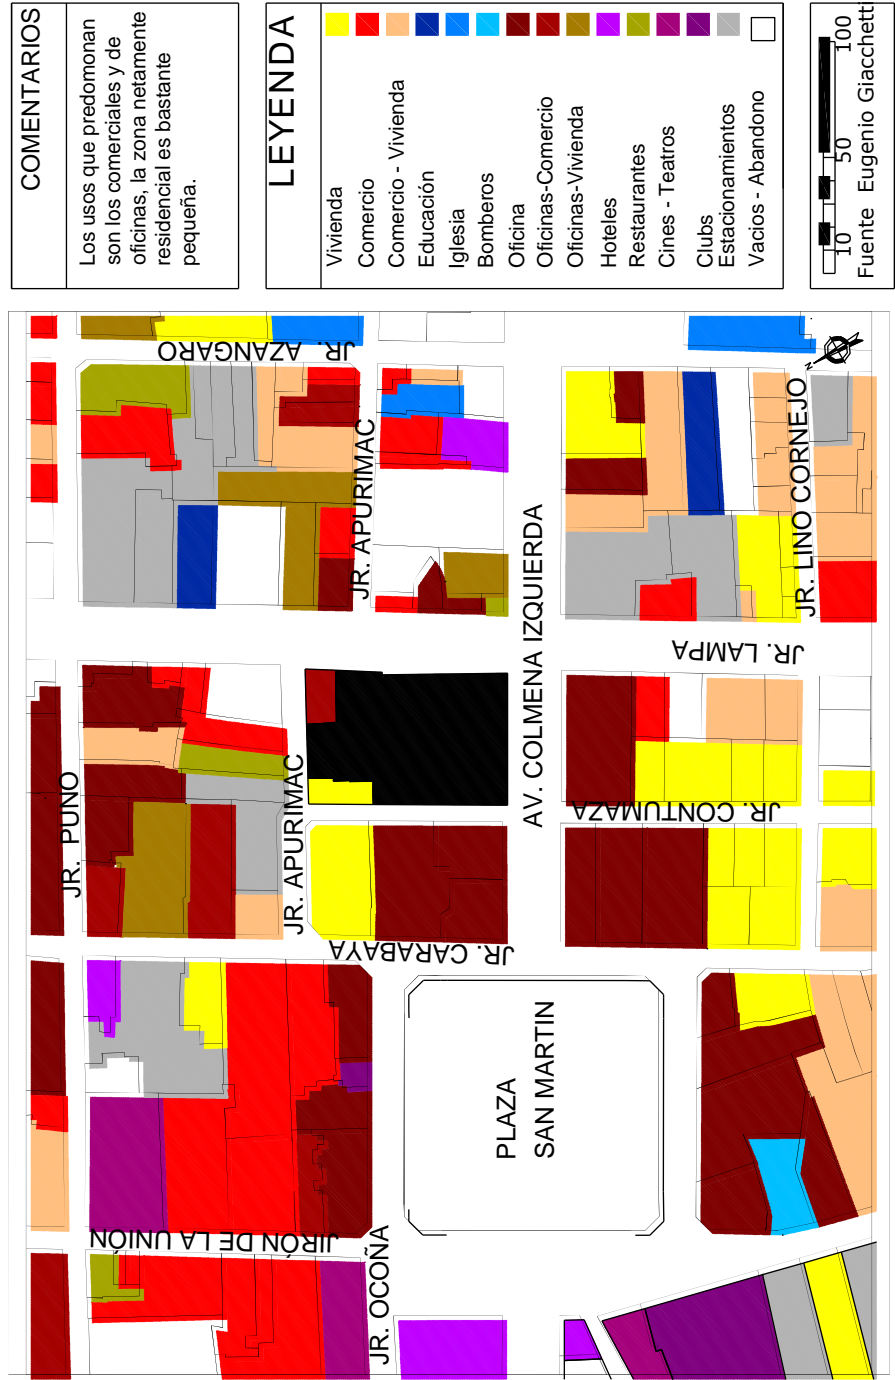 COMENTARIOS
Los usos que predomonan
son los comerciales y de
oficinas, la zona netamente
residencial es bastante
pequeña.
LEYENDA
Vivienda
Comercio
Comercio - Vivienda
Educación
Iglesia
Bomberos
Oficina
Oficinas-Comercio
Oficinas-Vivienda
Hoteles
Restaurantes
Cines - Teatros
Clubs
Estacionamientos
Vacios - Abandono
10 50 100
Fuente Eugenio Giacchetti
JR. AZANGARO
JR. APURIMAC
AV. COLMENA IZQUIERDA
JR. LINO CORNEJO
N
JR. LAMPA
JR. PUNO
JR. APURIMAC
JR. CONTUMAZA
JR. CARABAYA
PLAZA
SAN MARTIN
JIRÓN DE LA UNIÓN
JR. OCOÑA